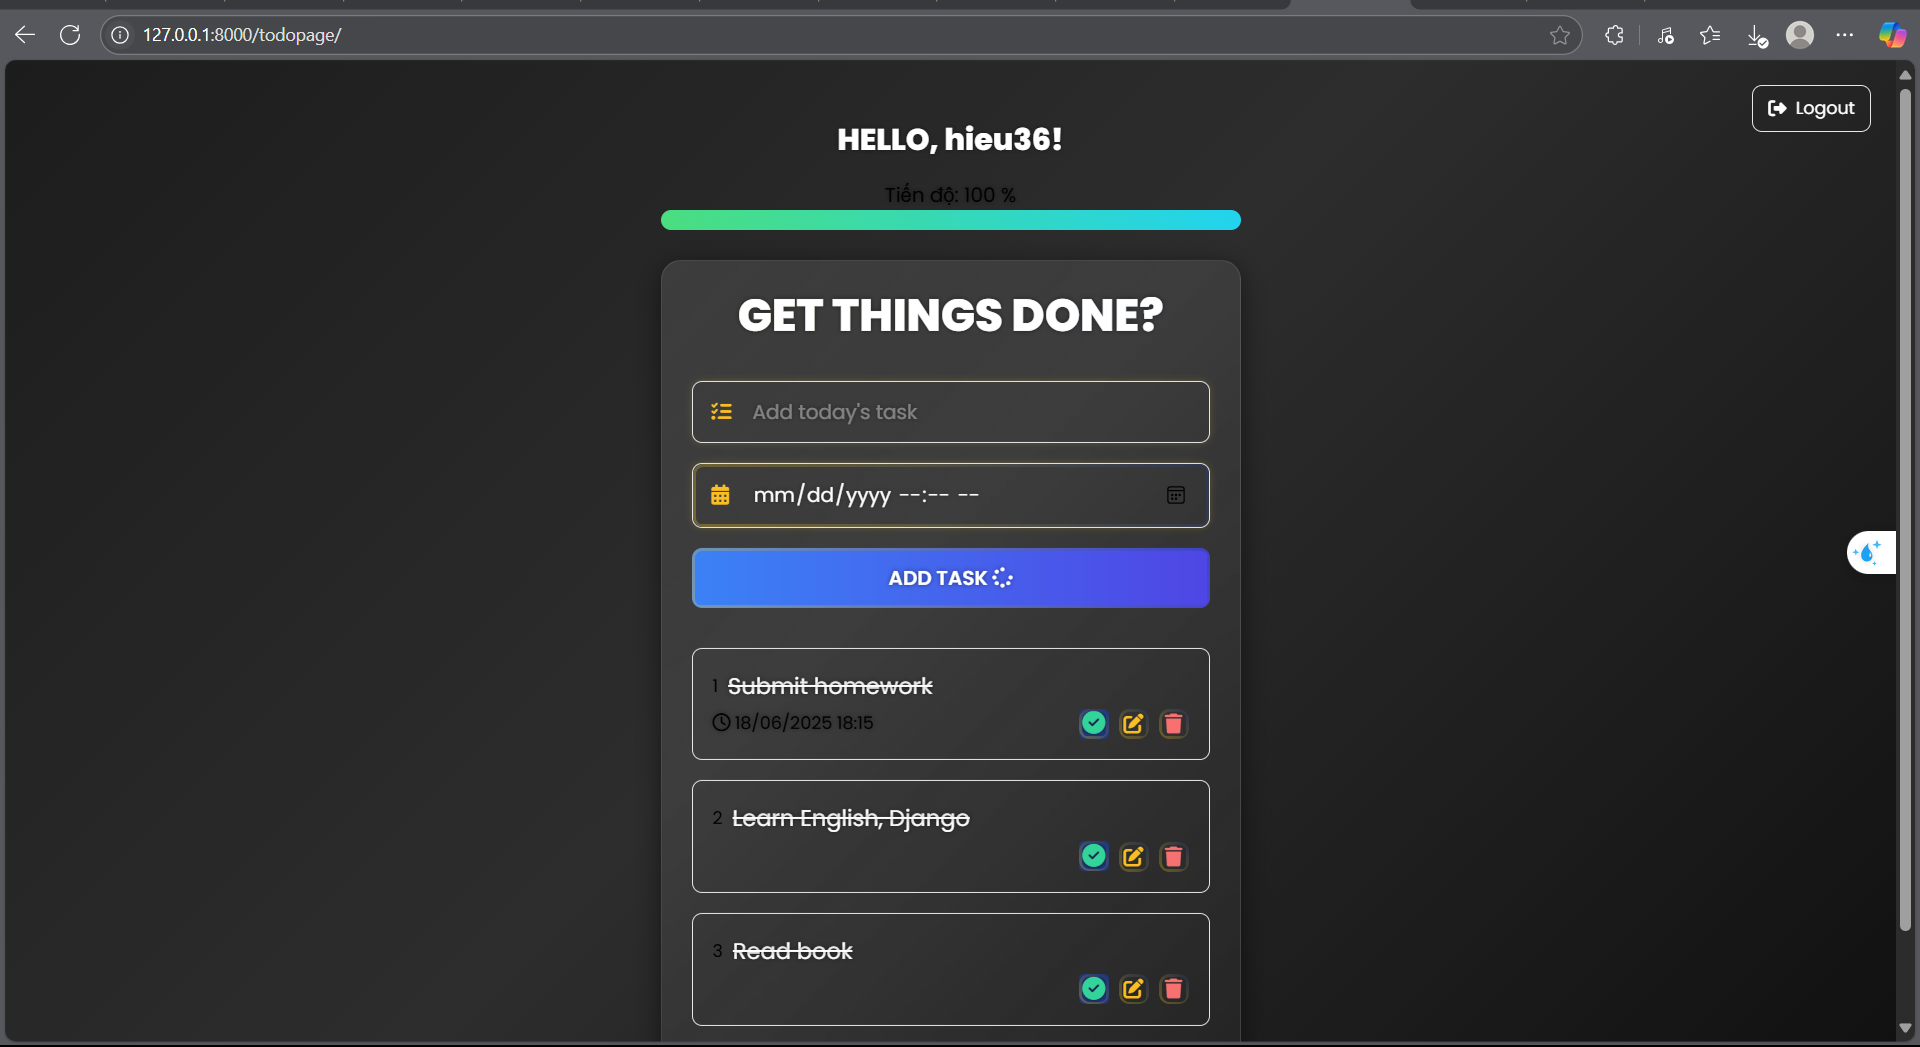 127.0.0.1:8000/todopage/
Logout
HELLO, hieu36!
Tiến độ: 100 %
GET THINGS DONE?
Add today's task
mm/dd/yyyy --:-- --
ADD TASK
1 Submit homework
18/06/2025 18:15
2 Learn English, Django
3 Read book